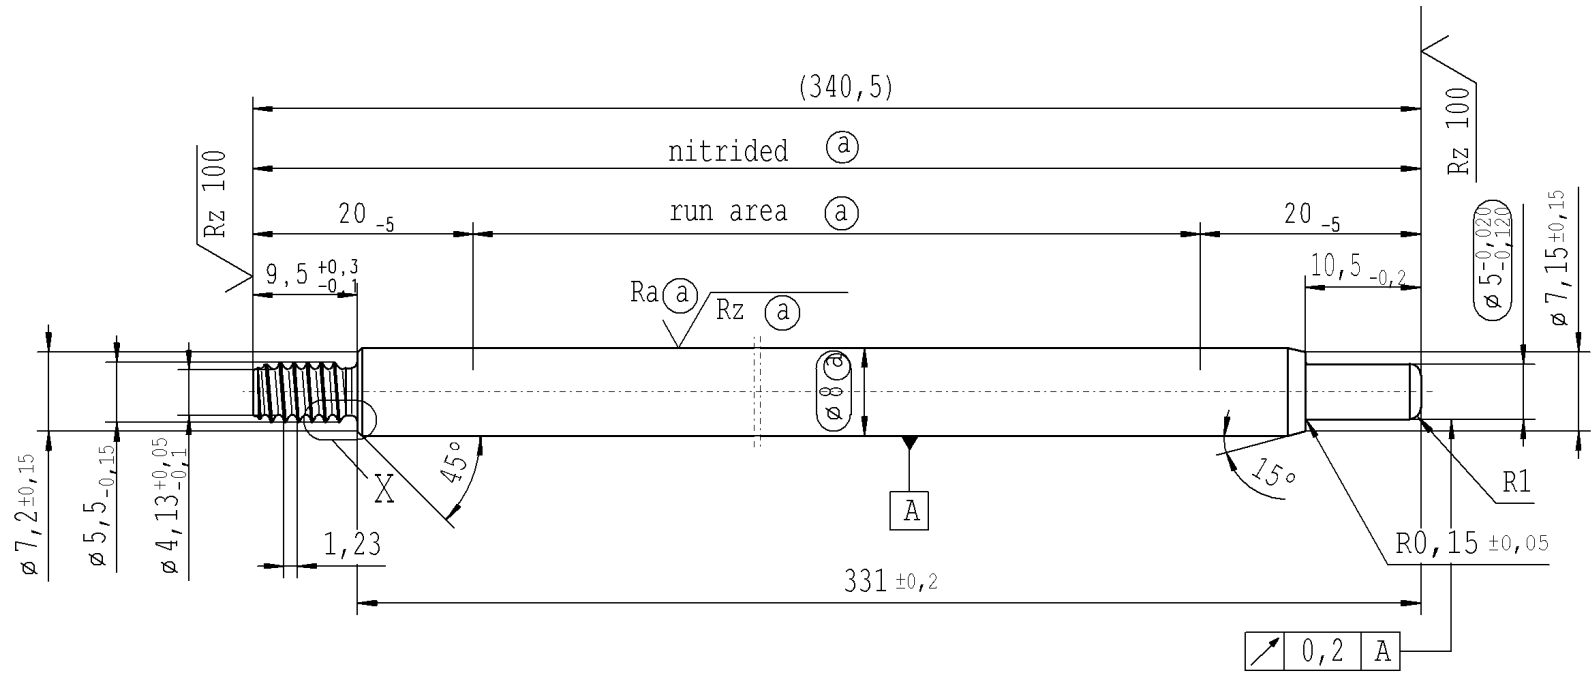 (340,5)
Rz 100
nitrided a
Rz 100
20 -5
run area a
20 -5
ø 5 -0,020 -0,120
ø 7,15 ±0,15
9,5 +0,3 -0,1
10,5 -0,2
Ra a
Rz a
ø 8 a
ø 7,2 ±0,15
ø 5,5 -0,15
ø 4,13 +0,05 -0,1
X
45°
15°
R1
A
1,23
R0,15 ±0,05
331 ±0,2
0,2 A